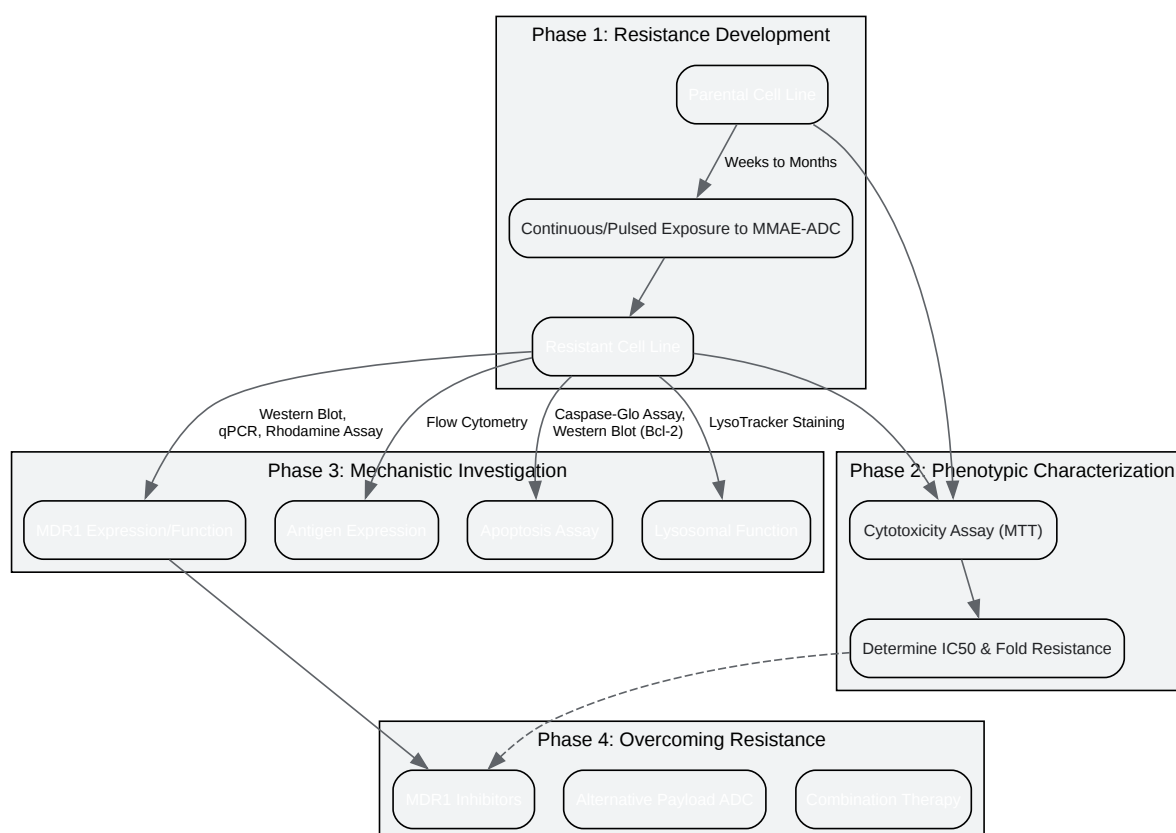 Phase 1: Resistance Development
Parental Cell Line
Weeks to Months
Continuous/Pulsed Exposure to MMAE-ADC
Resistant Cell Line
Western Blot,
qPCR, Rhodamine Assay
Flow Cytometry
Caspase-Glo Assay,
Western Blot (Bcl-2)
LysoTracker Staining
Phase 3: Mechanistic Investigation
MDR1 Expression/Function
Antigen Expression
Apoptosis Assay
Lysosomal Function
Phase 2: Phenotypic Characterization
Cytotoxicity Assay (MTT)
Determine IC50 & Fold Resistance
Phase 4: Overcoming Resistance
MDR1 Inhibitors
Alternative Payload ADC
Combination Therapy